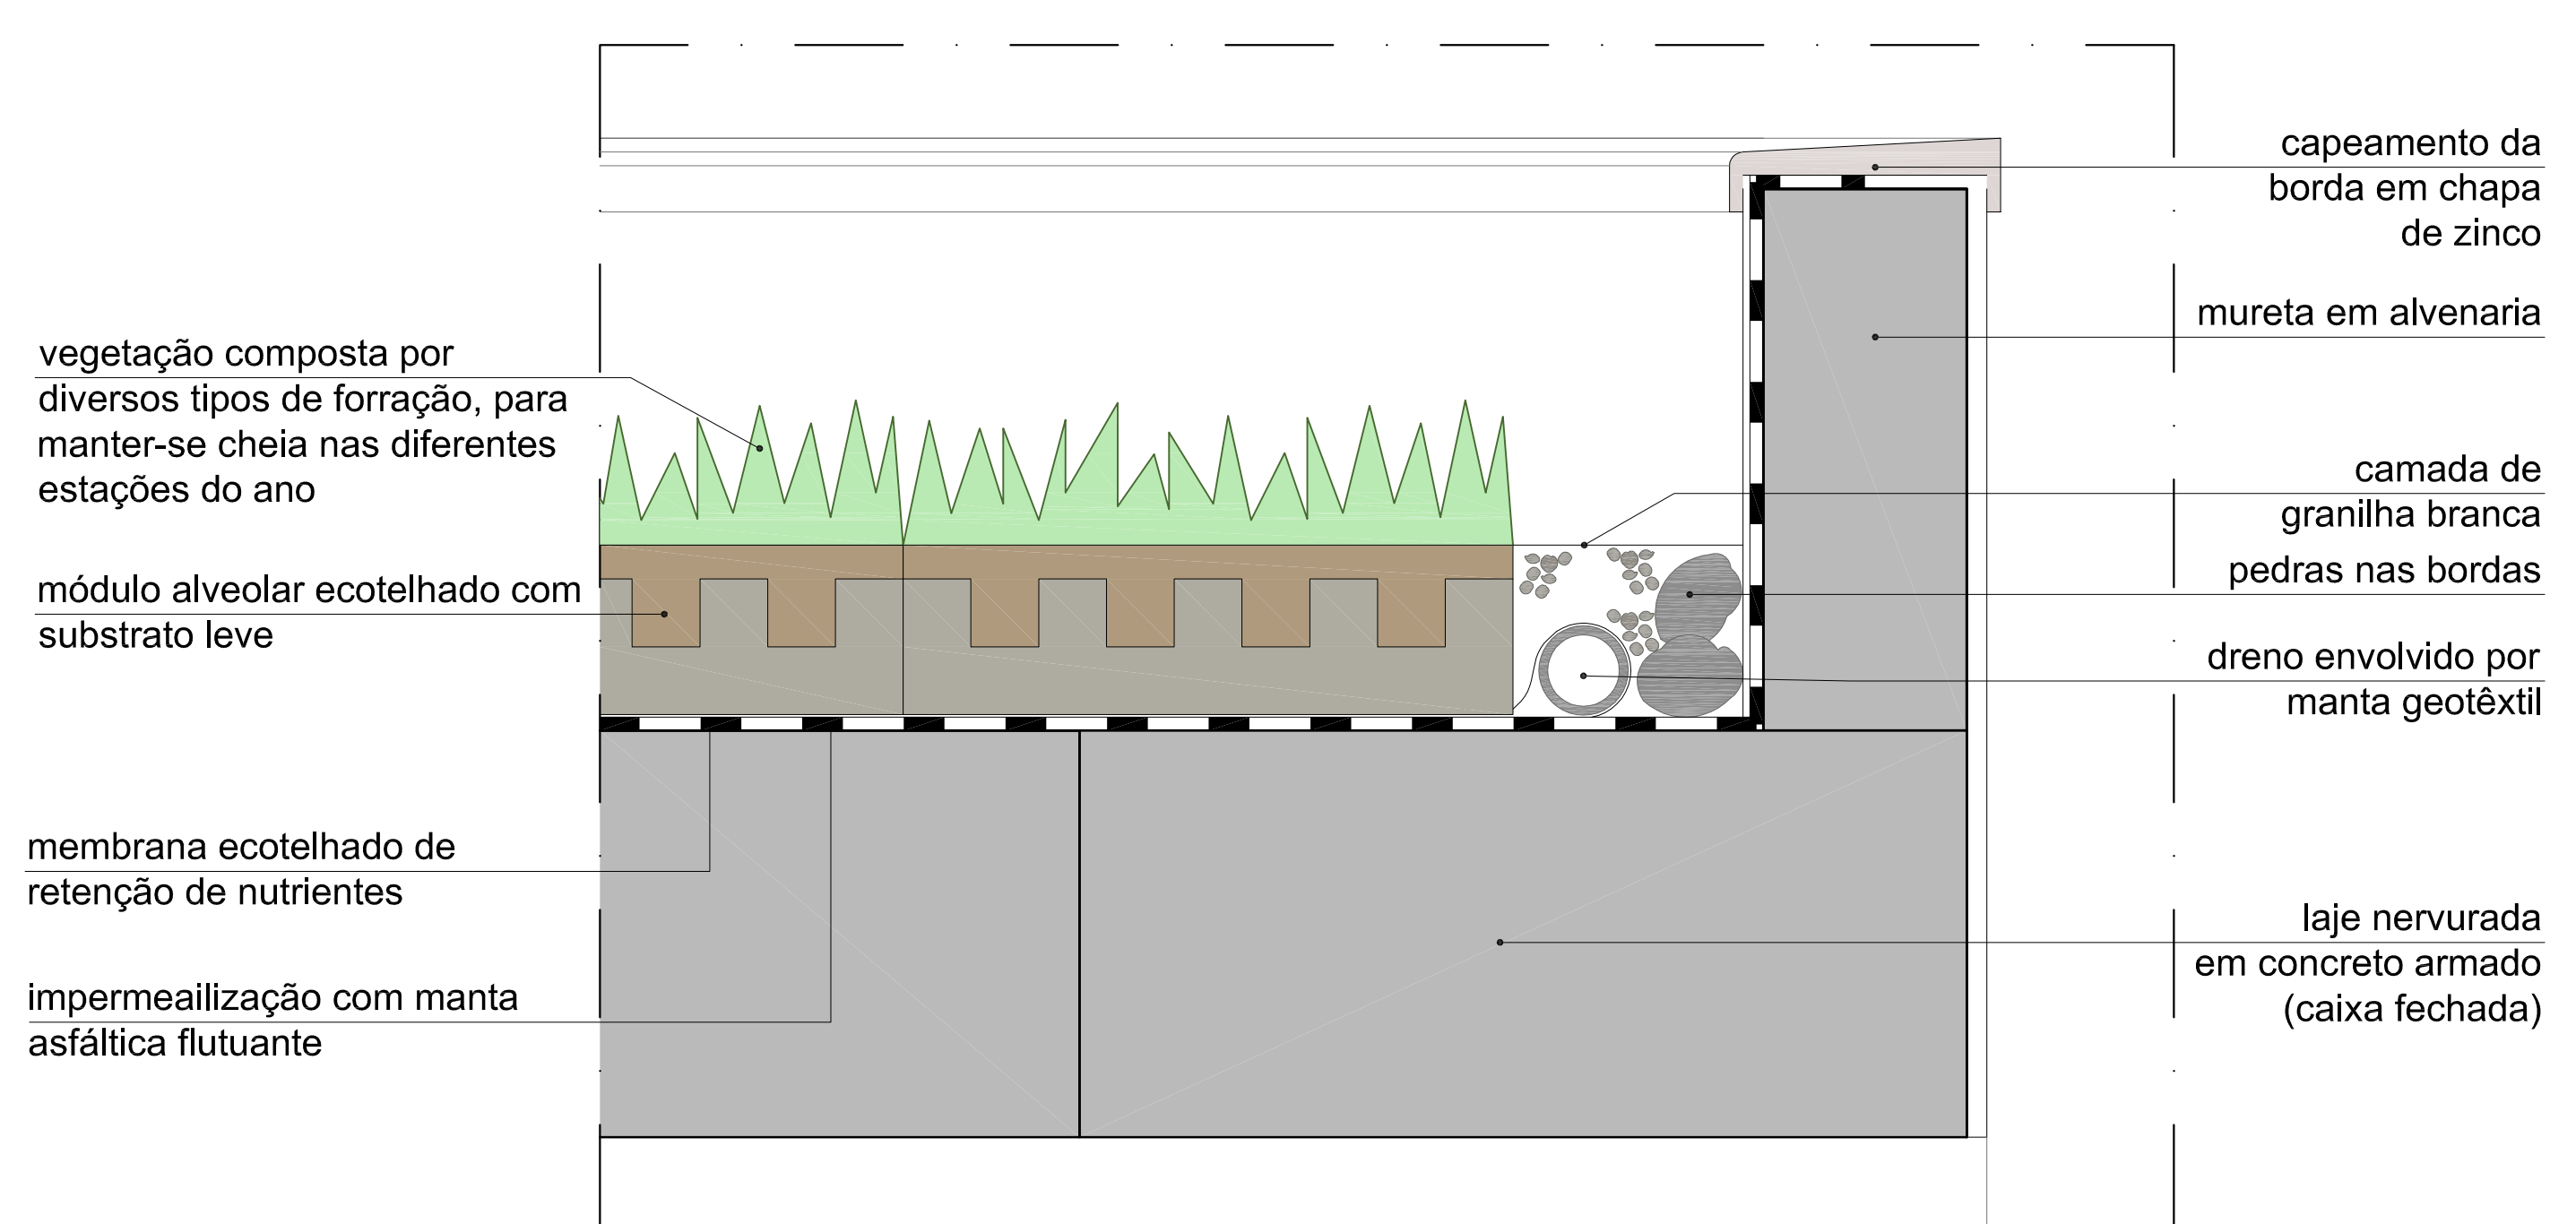 vegetação composta por
diversos tipos de forração, para
manter-se cheia nas diferentes
estações do ano
módulo alveolar ecotelhado com
substrato leve
membrana ecotelhado de
retenção de nutrientes
impermeailização com manta
asfáltica flutuante
capeamento da
borda em chapa
de zinco
mureta em alvenaria
camada de
granilha branca
pedras nas bordas
dreno envolvido por
manta geotêxtil
laje nervurada
em concreto armado
(caixa fechada)